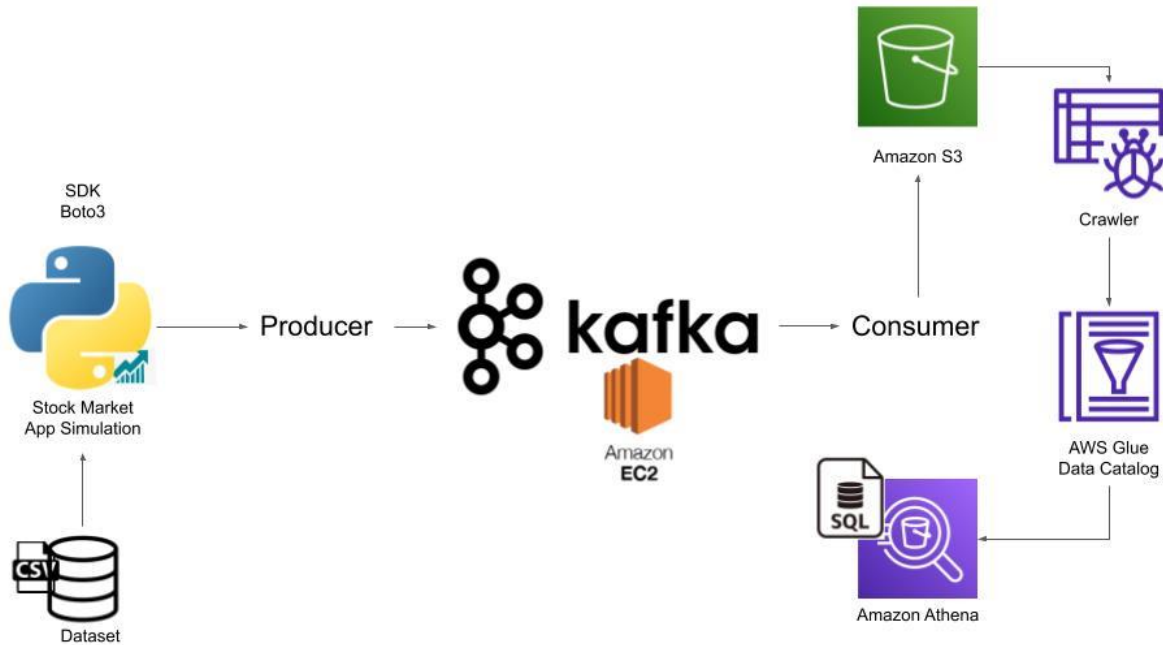 SDK
Boto3
Stock Market
App Simulation
CSV
Dataset
Producer
kafka
Amazon
EC2
Consumer
Amazon S3
Crawler
AWS Glue
Data Catalog
SQL
Amazon Athena